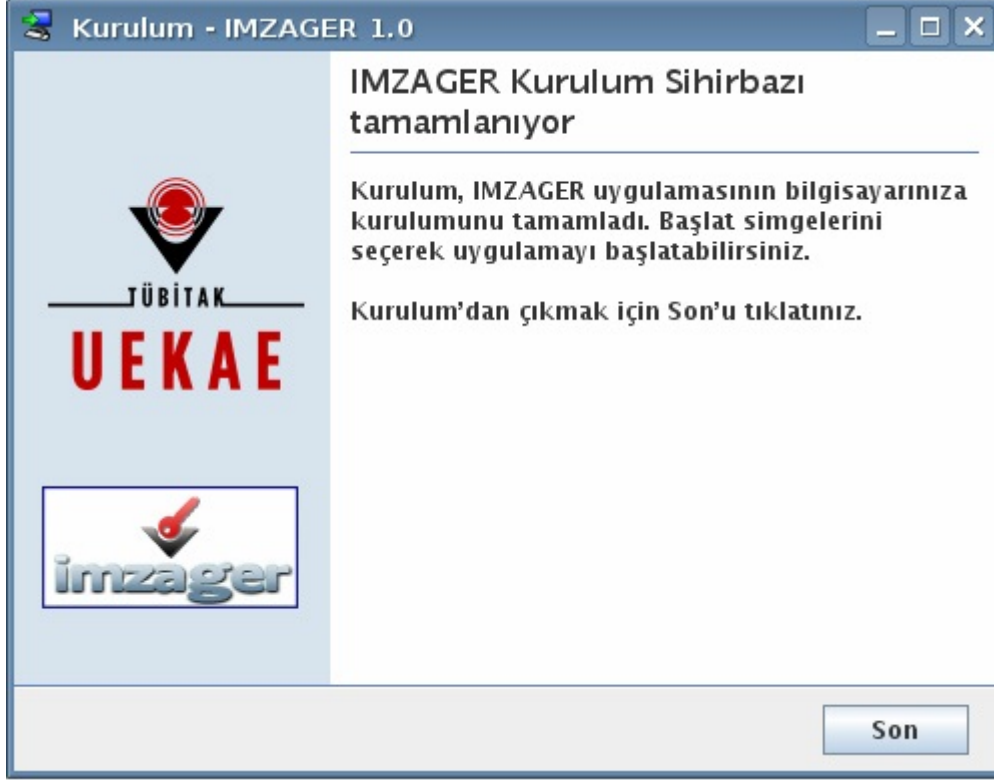 Kurulum - IMZAGER 1.0
IMZAGER Kurulum Sihirbazı
tamamlanıyor
Kurulum, IMZAGER uygulamasının bilgisayarınıza
kurulumunu tamamladı. Başlat simgelerini
seçerek uygulamayı başlatabilirsiniz.
Kurulum’dan çıkmak için Son’u tıklatınız.
TÜBİTAK
UEKAE
imzager
Son